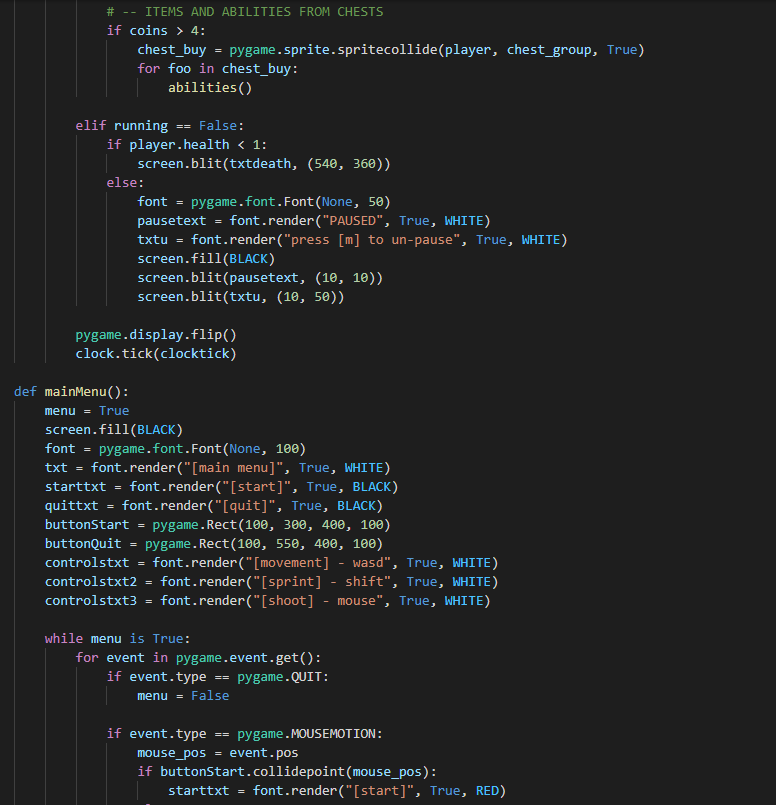 # -- ITEMS AND ABILITIES FROM CHESTS
if coins > 4:
chest_buy = pygame.sprite.spritecollide(player, chest_group, True)
for foo in chest_buy:
abilities()
elif running == False:
if player.health < 1:
screen.blit(txtdeath, (540, 360))
else:
font = pygame.font.Font(None, 50)
pausetext = font.render("PAUSED", True, WHITE)
txtu = font.render("press [m] to un-pause", True, WHITE)
screen.fill(BLACK)
screen.blit(pausetext, (10, 10))
screen.blit(txtu, (10, 50))
pygame.display.flip()
clock.tick(clocktick)
def mainMenu():
menu = True
screen.fill(BLACK)
font = pygame.font.Font(None, 100)
txt = font.render("[main menu]", True, WHITE)
starttxt = font.render("[start]", True, BLACK)
quittxt = font.render("[quit]", True, BLACK)
buttonStart = pygame.Rect(100, 300, 400, 100)
buttonQuit = pygame.Rect(100, 550, 400, 100)
controlstxt = font.render("[movement] - wasd", True, WHITE)
controlstxt2 = font.render("[sprint] - shift", True, WHITE)
controlstxt3 = font.render("[shoot] - mouse", True, WHITE)
while menu is True:
for event in pygame.event.get():
if event.type == pygame.QUIT:
menu = False
if event.type == pygame.MOUSEMOTION:
mouse_pos = event.pos
if buttonStart.collidepoint(mouse_pos):
starttxt = font.render("[start]", True, RED)